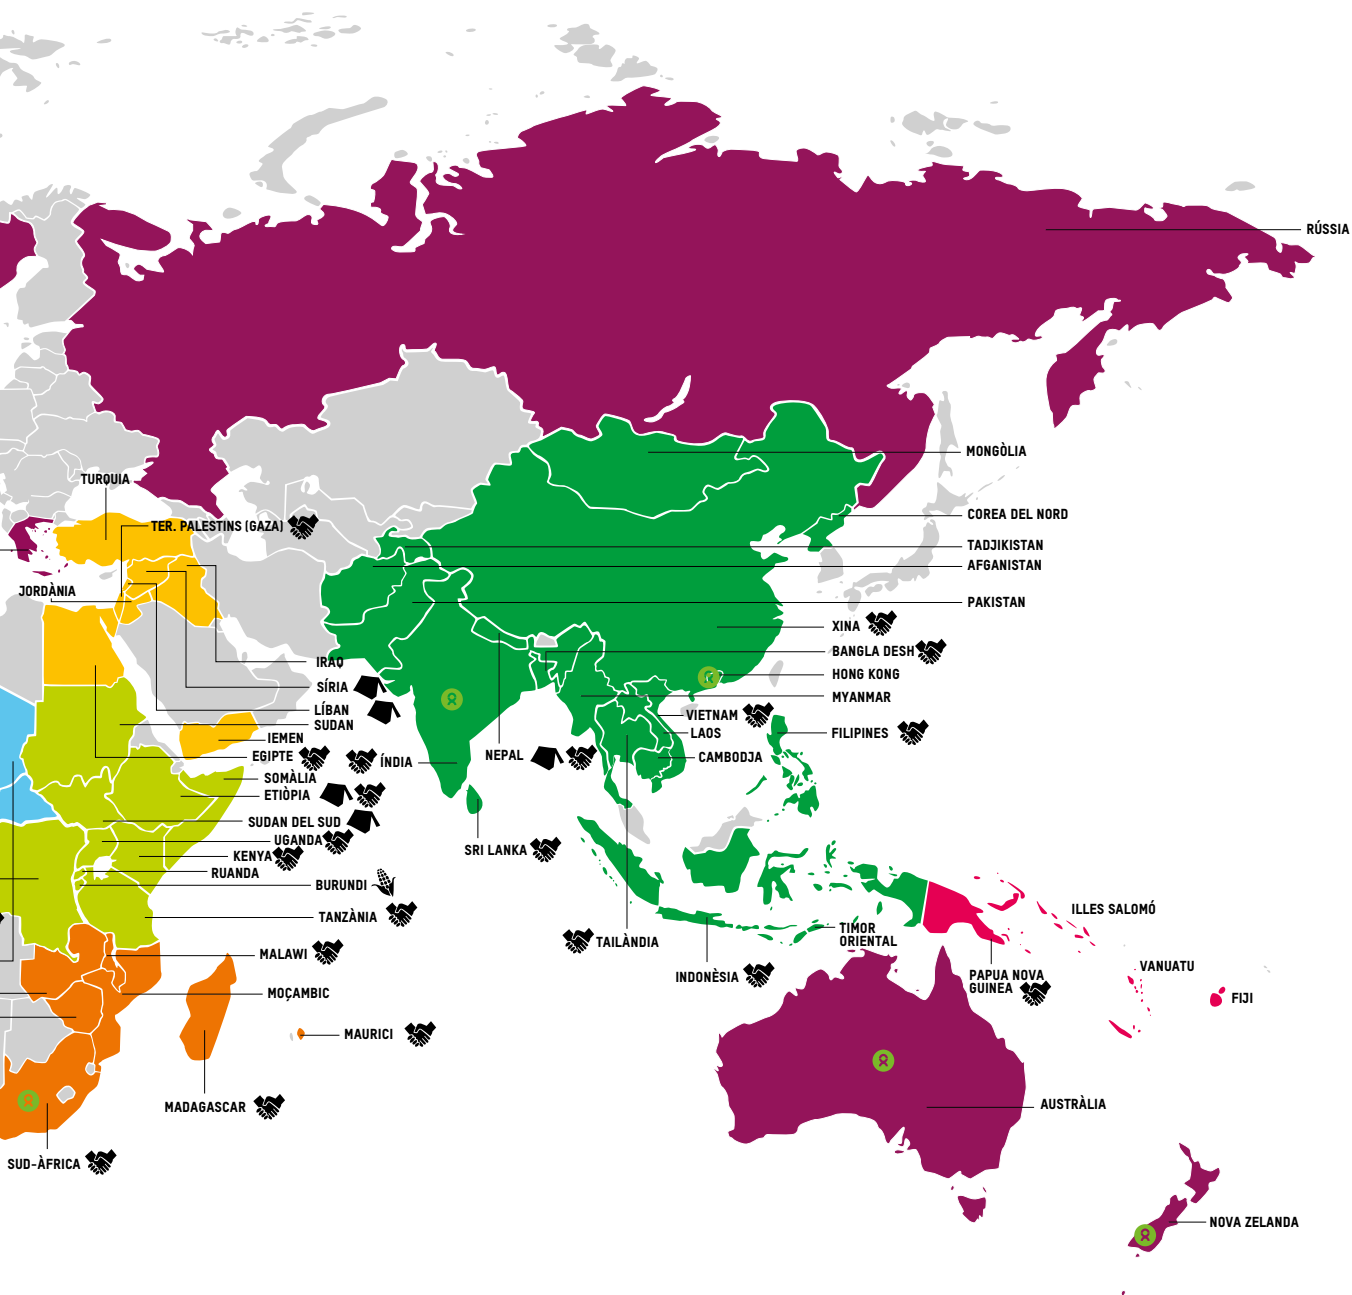 RÚSSIA
MONGÒLIA
TURQUIA
COREA DEL NORD
TER. PALESTINS (GAZA)
TADJIKISTAN
AFGANISTAN
JORDÀNIA
PAKISTAN
XINA
BANGLA DESH
IRAQ
HONG KONG
SÍRIA
MYANMAR
LÍBAN
VIETNAM
SUDAN
LAOS
FILIPINES
IEMEN
EGIPTE
NEPAL
CAMBODJA
ÍNDIA
SOMÀLIA
ETIÒPIA
SUDAN DEL SUD
UGANDA
SRI LANKA
KENYA
RUANDA
BURUNDI
ILLES SALOMÓ
TANZÀNIA
TIMOR
ORIENTAL
TAILÀNDIA
MALAWI
VANUATU
PAPUA NOVA
GUINEA
INDONÈSIA
MOÇAMBIC
FIJI
MAURICI
AUSTRÀLIA
MADAGASCAR
SUD-ÀFRICA
NOVA ZELANDA